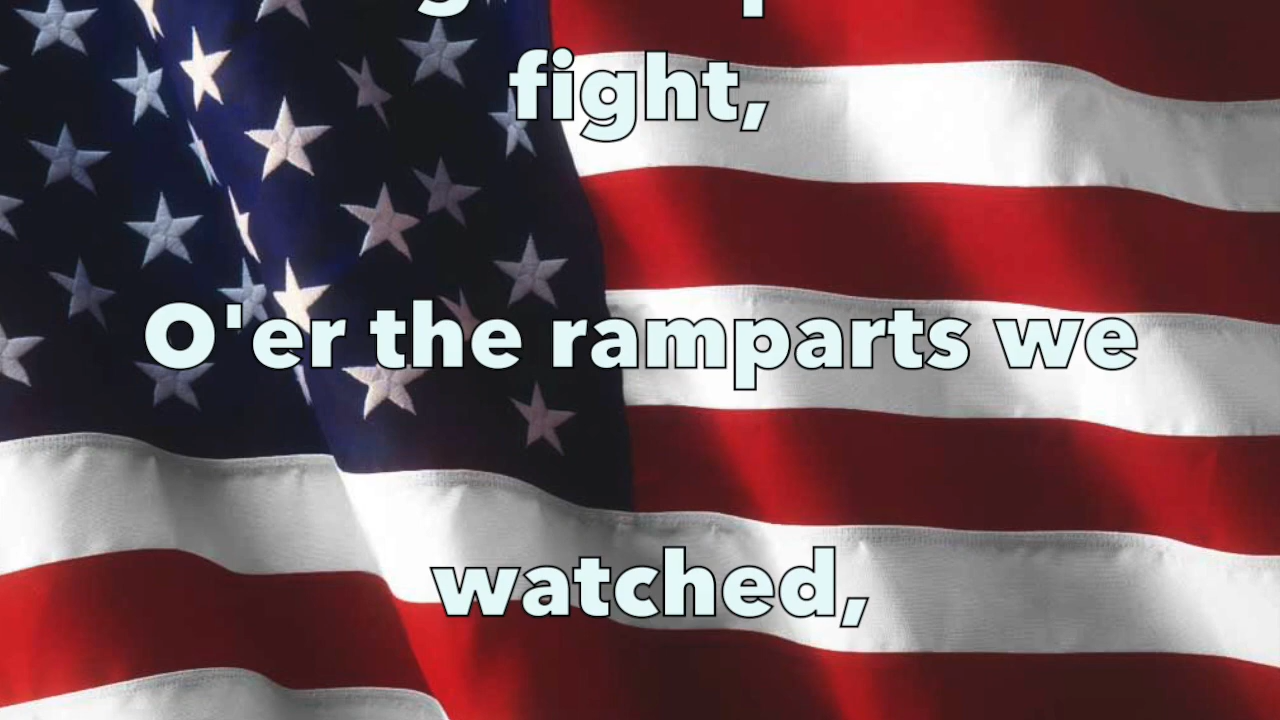 fight,
O'er the ramparts we
watched,